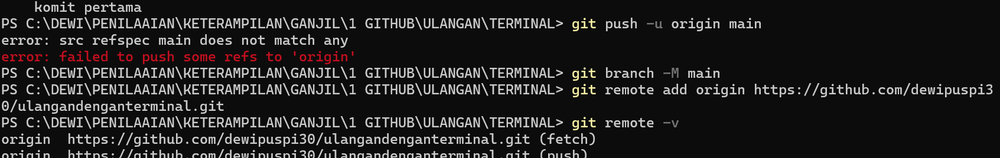 komit pertama
PS C:\DEWI\PENILAAIAN\KETERAMPILAN\GANJIL\1 GITHUB\ULANGAN\TERMINAL> git push -u origin main
error: src refspec main does not match any
error: failed to push some refs to 'origin'
PS C:\DEWI\PENILAAIAN\KETERAMPILAN\GANJIL\1 GITHUB\ULANGAN\TERMINAL> git branch -M main
PS C:\DEWI\PENILAAIAN\KETERAMPILAN\GANJIL\1 GITHUB\ULANGAN\TERMINAL> git remote add origin https://github.com/dewipuspi3
0/ulangandenganterminal.git
PS C:\DEWI\PENILAAIAN\KETERAMPILAN\GANJIL\1 GITHUB\ULANGAN\TERMINAL> git remote -v
origin  https://github.com/dewipuspi30/ulangandenganterminal.git (fetch)
origin  https://github.com/dewipuspi30/ulangandenganterminal.git (push)